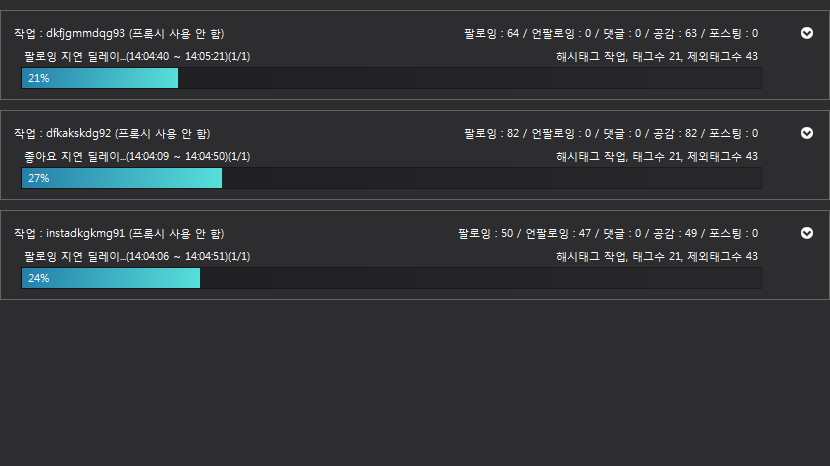 작업 : dkfjgmmdqg93 (프록시 사용 안 함) 팔로잉 : 64 / 언팔로잉 : 0 / 댓글 : 0 / 공감 : 63 / 포스팅 : 0
팔로잉 지연 딜레이...(14:04:40 ~ 14:05:21)(1/1) 해시태그 작업, 태그수 21, 제외태그수 43
21%
작업 : dfkakskdg92 (프록시 사용 안 함) 팔로잉 : 82 / 언팔로잉 : 0 / 댓글 : 0 / 공감 : 82 / 포스팅 : 0
좋아요 지연 딜레이...(14:04:09 ~ 14:04:50)(1/1) 해시태그 작업, 태그수 21, 제외태그수 43
27%
작업 : instadkgkmg91 (프록시 사용 안 함) 팔로잉 : 50 / 언팔로잉 : 47 / 댓글 : 0 / 공감 : 49 / 포스팅 : 0
팔로잉 지연 딜레이...(14:04:06 ~ 14:04:51)(1/1) 해시태그 작업, 태그수 21, 제외태그수 43
24%